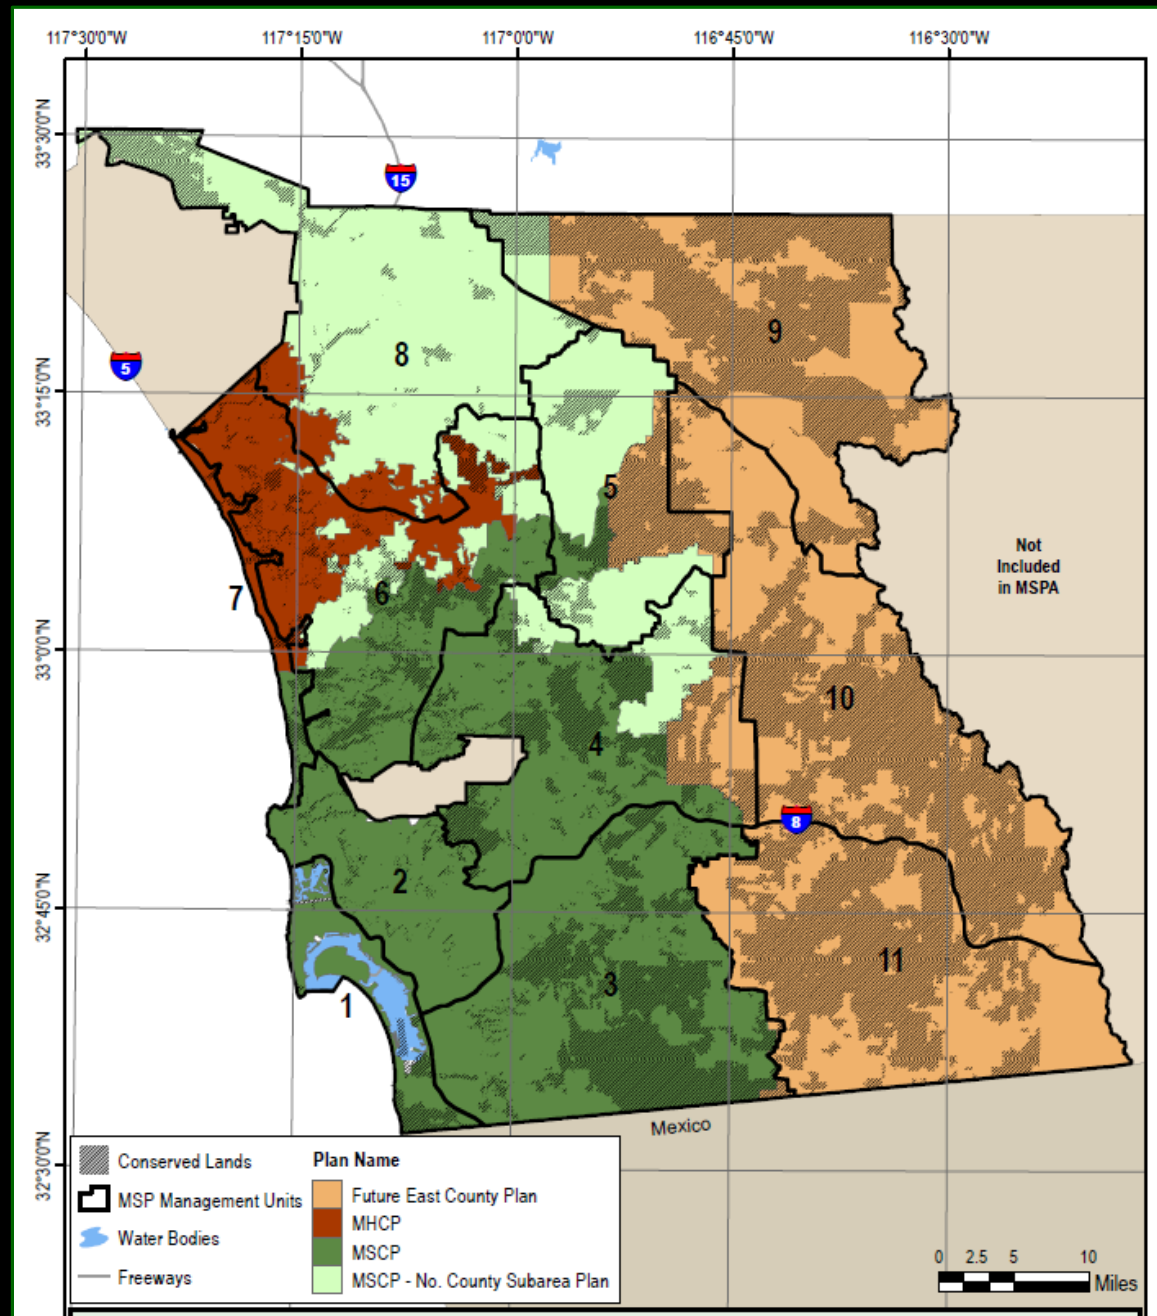 117°30'0"W 117°15'0"W 117°0'0"W 116°45'0"W 116°30'0"W
33°30'0"N
15
8
9
5
33°15'0"N
5
Not
Included
in MSPA
7
6
33°0'0"N
10
4
8
2
32°45'0"N
11
3
1
Mexico
32°30'0"N
Conserved Lands
MSP Management Units
Water Bodies
Freeways
Plan Name
Future East County Plan
MHCP
MSCP
MSCP - No. County Subarea Plan
0 2.5 5 10
Miles